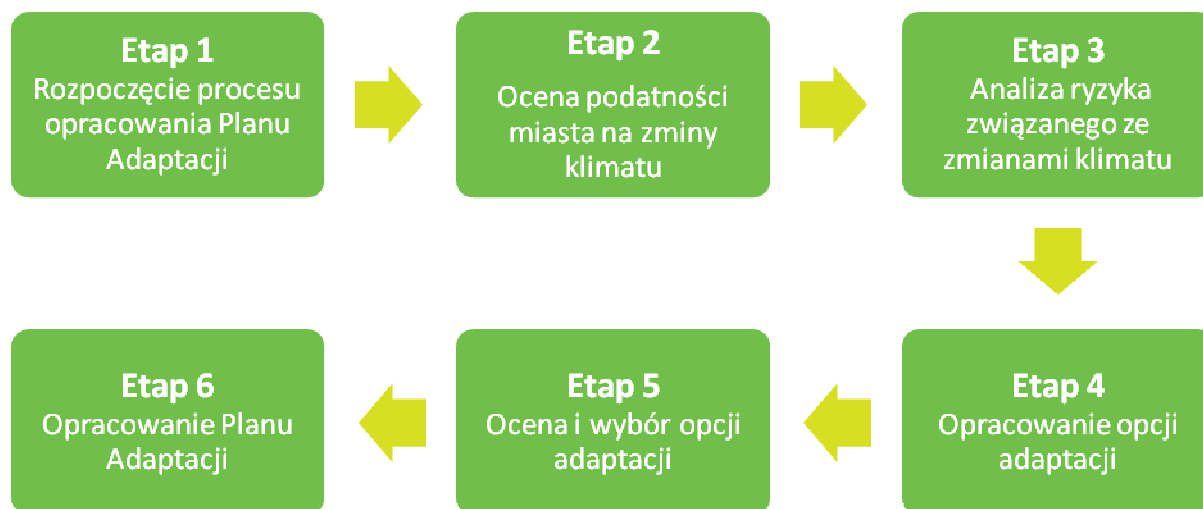 Etap 1
Rozpoczęcie procesu
opracowania Planu
Adaptacji
Etap 2
Ocena podatności
miasta na zminy
klimatu
Etap 3
Analiza ryzyka
związanego ze
zmianami klimatu
Etap 4
Opracowanie opcji
adaptacji
Etap 5
Ocena i wybór opcji
adaptacji
Etap 6
Opracowanie Planu
Adaptacji